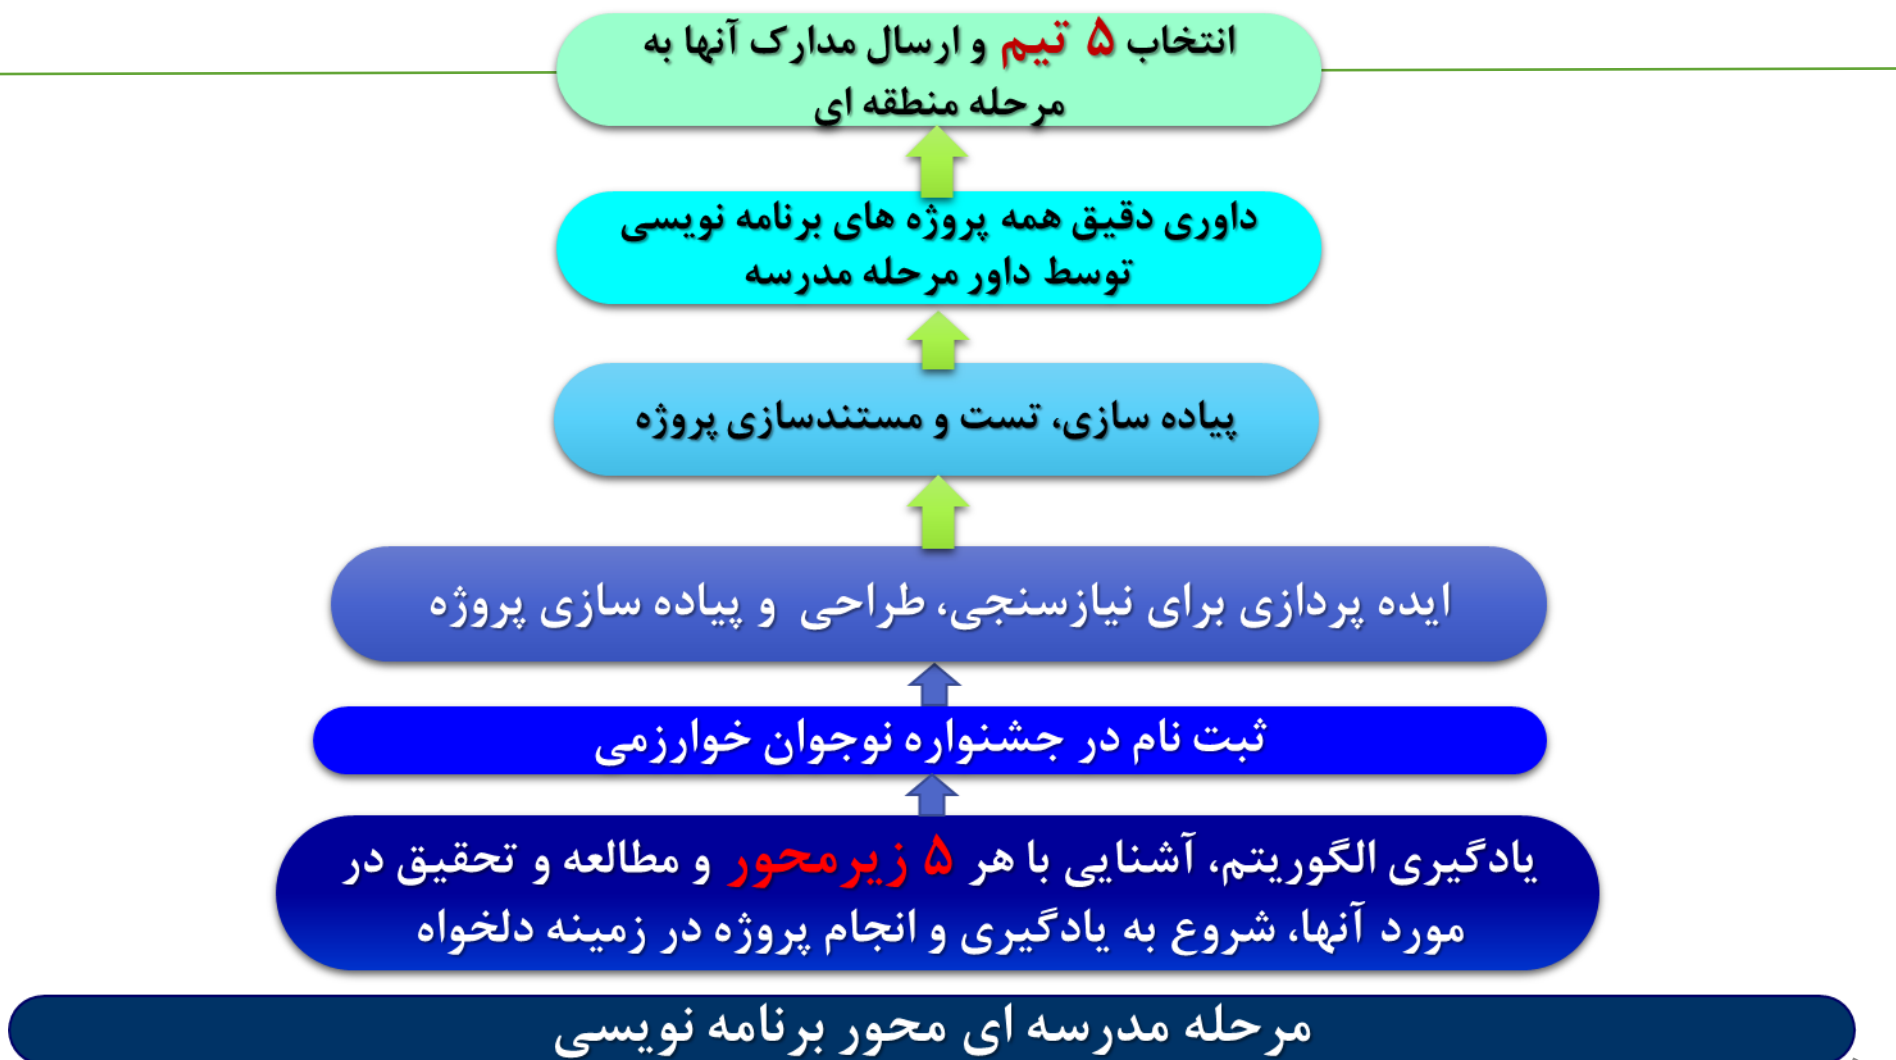 انتخاب ۵ تیم و ارسال مدارک آنها به
مرحله منطقه ای
داوری دقیق همه پروژه های برنامه نویسی
توسط داور مرحله مدرسه
پیاده سازی، تست و مستندسازی پروژه
ایده پردازی برای نیازسنجی، طراحی و پیاده سازی پروژه
ثبت نام در جشنواره نوجوان خوارزمی
یادگیری الگوریتم، آشنایی با هر ۵ زیرمحور و مطالعه و تحقیق در
مورد آنها، شروع به یادگیری و انجام پروژه در زمینه دلخواه
مرحله مدرسه ای محور برنامه نویسی